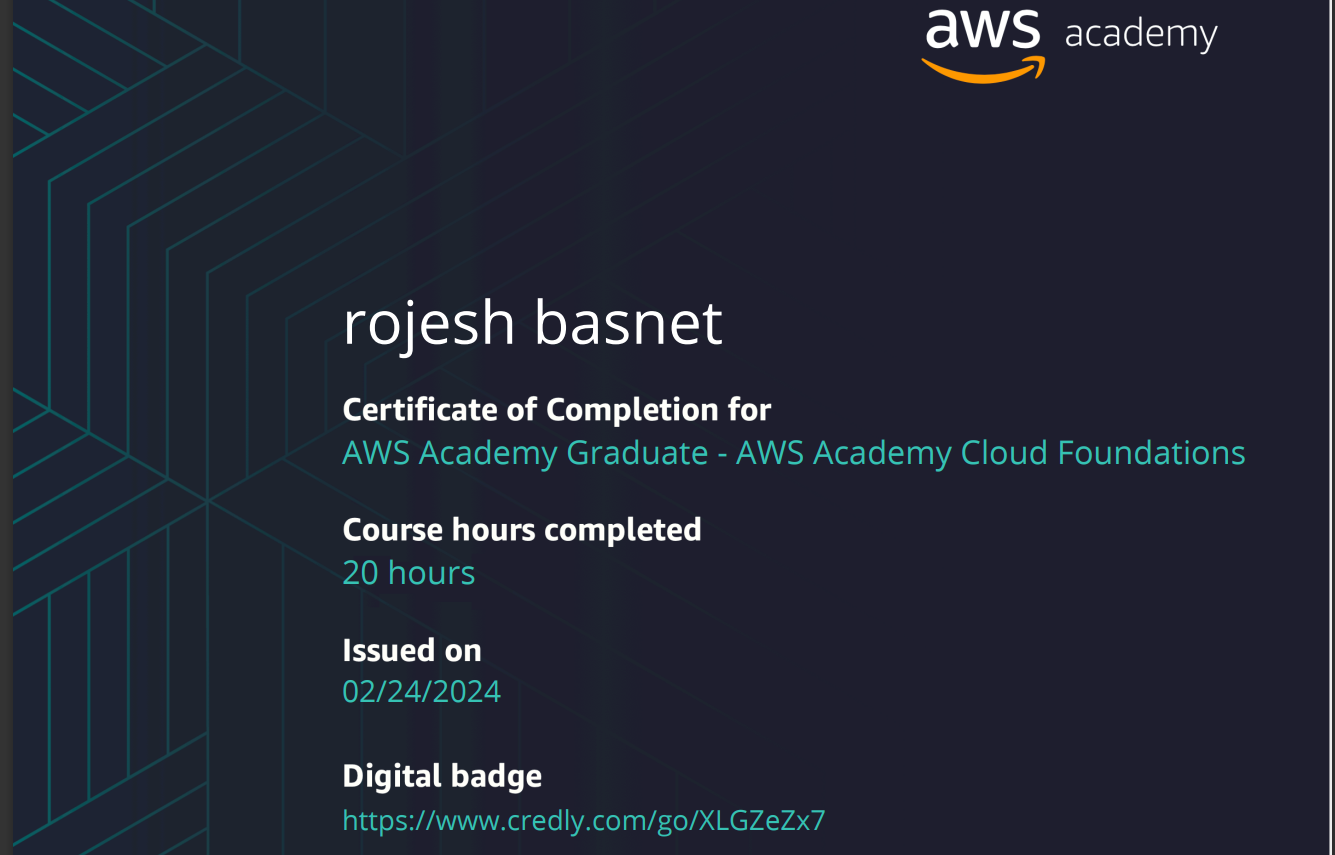 aws academy
rojesh basnet
Certificate of Completion for
AWS Academy Graduate - AWS Academy Cloud Foundations
Course hours completed
20 hours
Issued on
02/24/2024
Digital badge
https://www.credly.com/go/XLGZeZx7